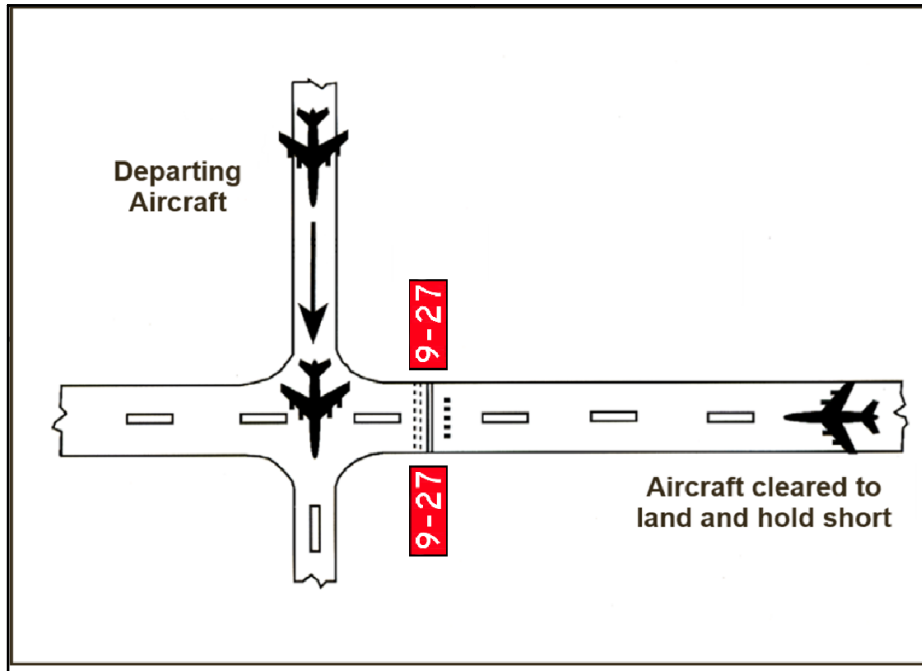 Departing
Aircraft
9-27
9-27
Aircraft cleared to
land and hold short